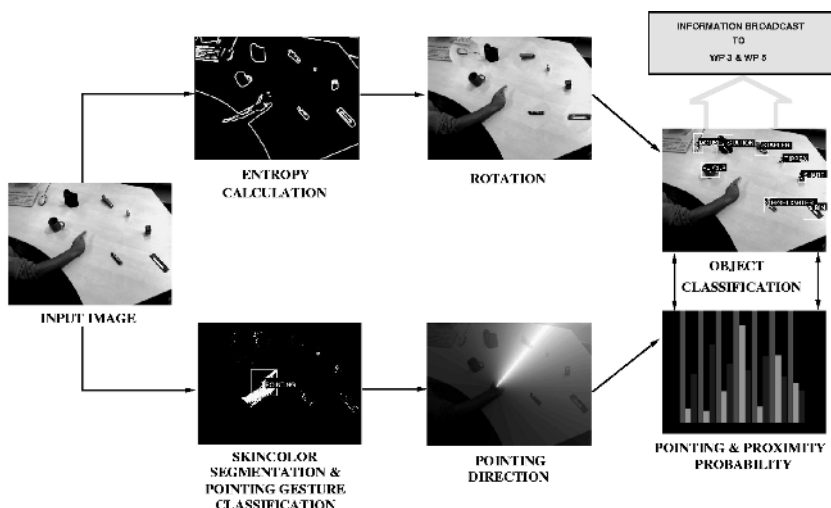 INFORMATION BROADCAST
TO
WP 3 & WP 5
ENTROPY
CALCULATION
ROTATION
INPUT IMAGE
OBJECT
CLASSIFICATION
POINTING
SKINCOLOR
SEGMENTATION &
POINTING GESTURE
CLASSIFICATION
POINTING
DIRECTION
POINTING & PROXIMITY
PROBABILITY